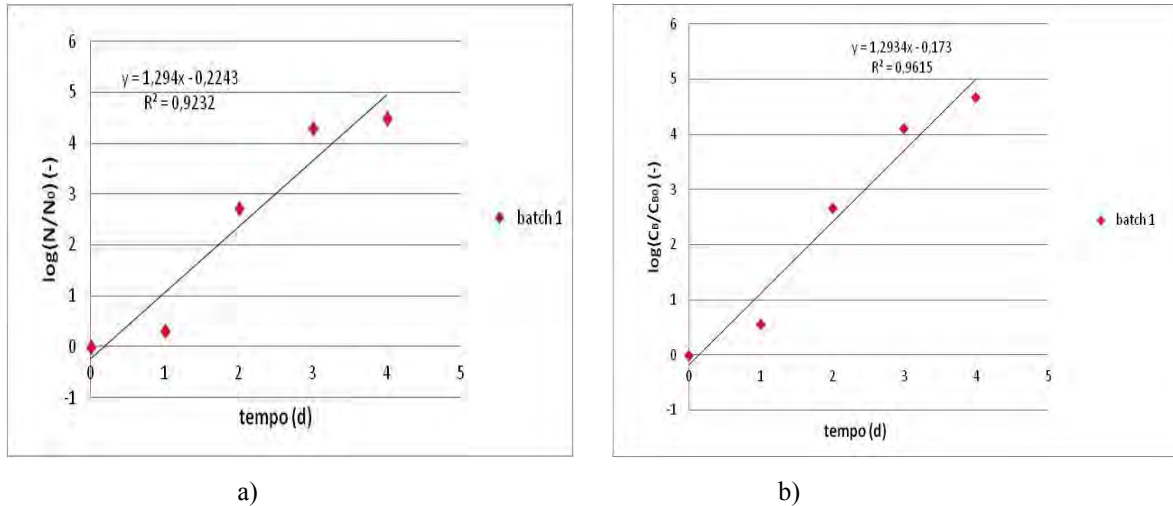 6
5
4
3
2
1
0
-1
y = 1,294x - 0,2243
R² = 0,9232
log(N/N₀) (-)
0 1 2 3 4 5
tempo (d)
batch 1
a)
6
5
4
3
2
1
0
-1
y = 1,2934x - 0,173
R² = 0,9615
log(C_B/C_B0) (-)
0 1 2 3 4 5
tempo (d)
batch 1
b)